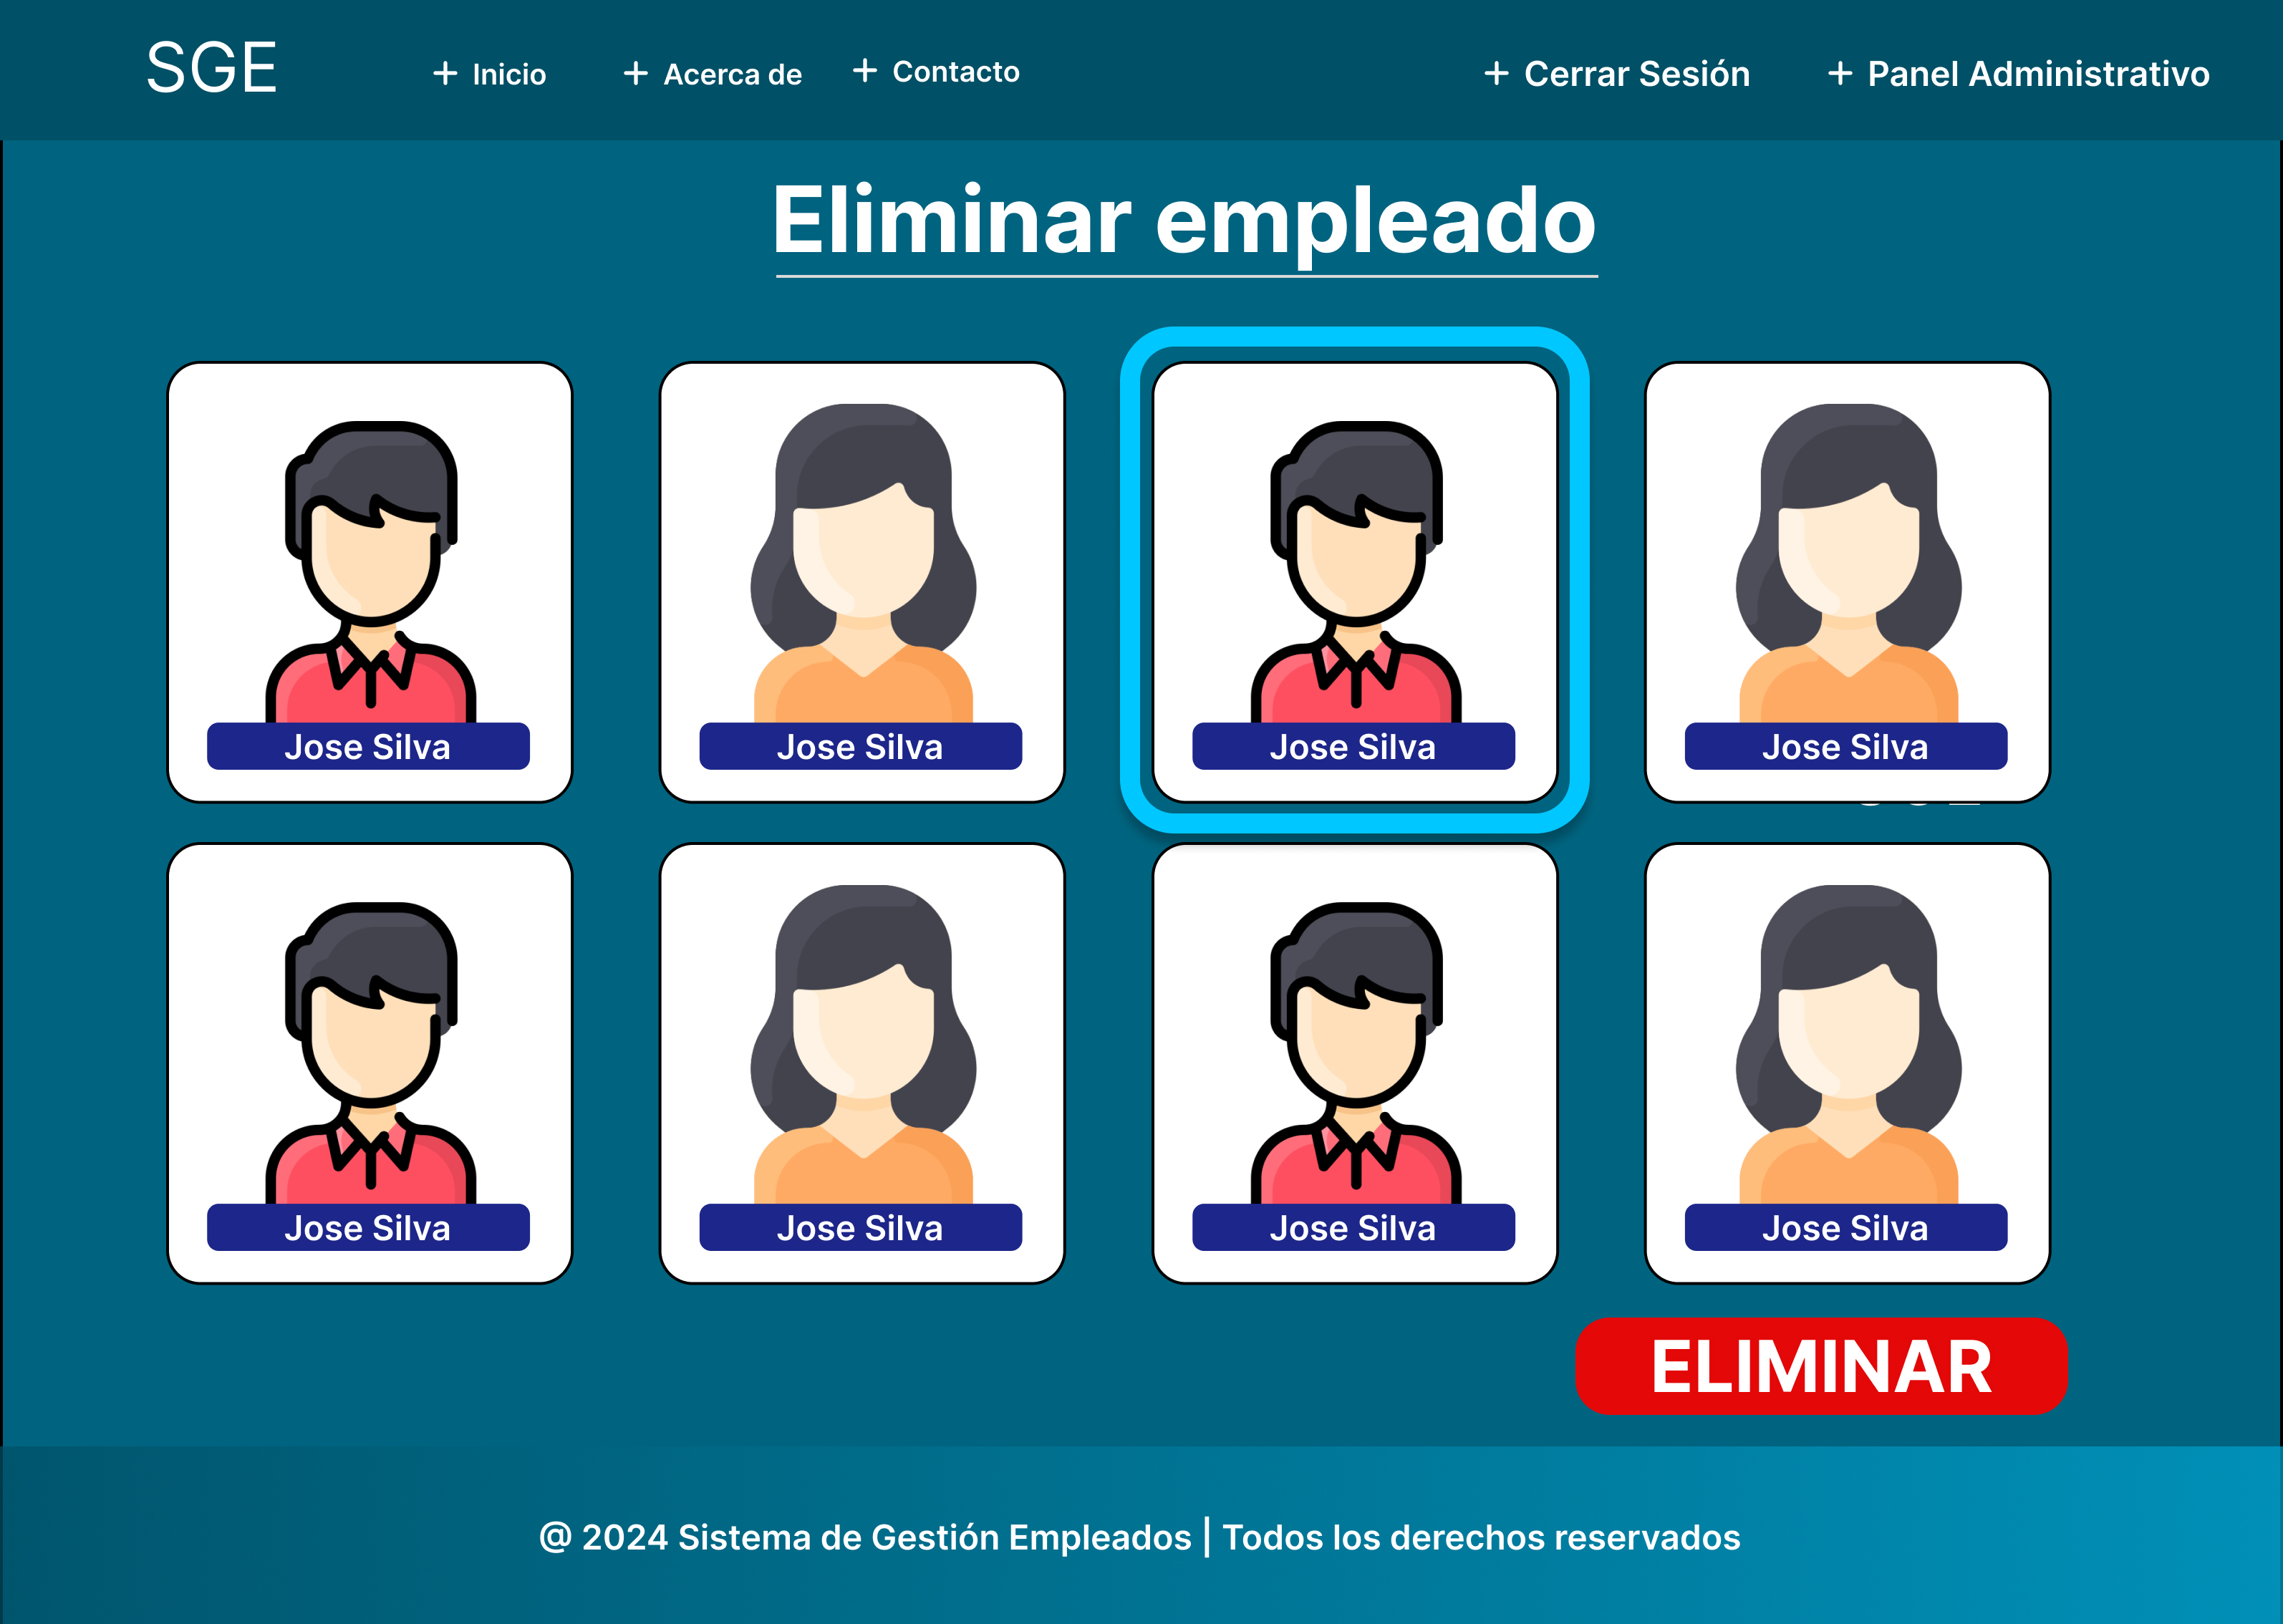 SGE
+ Inicio
+ Acerca de
+ Contacto
+ Cerrar Sesión
+ Panel Administrativo
Eliminar empleado
Jose Silva
Jose Silva
Jose Silva
Jose Silva
Jose Silva
Jose Silva
Jose Silva
Jose Silva
ELIMINAR
@ 2024 Sistema de Gestión Empleados | Todos los derechos reservados